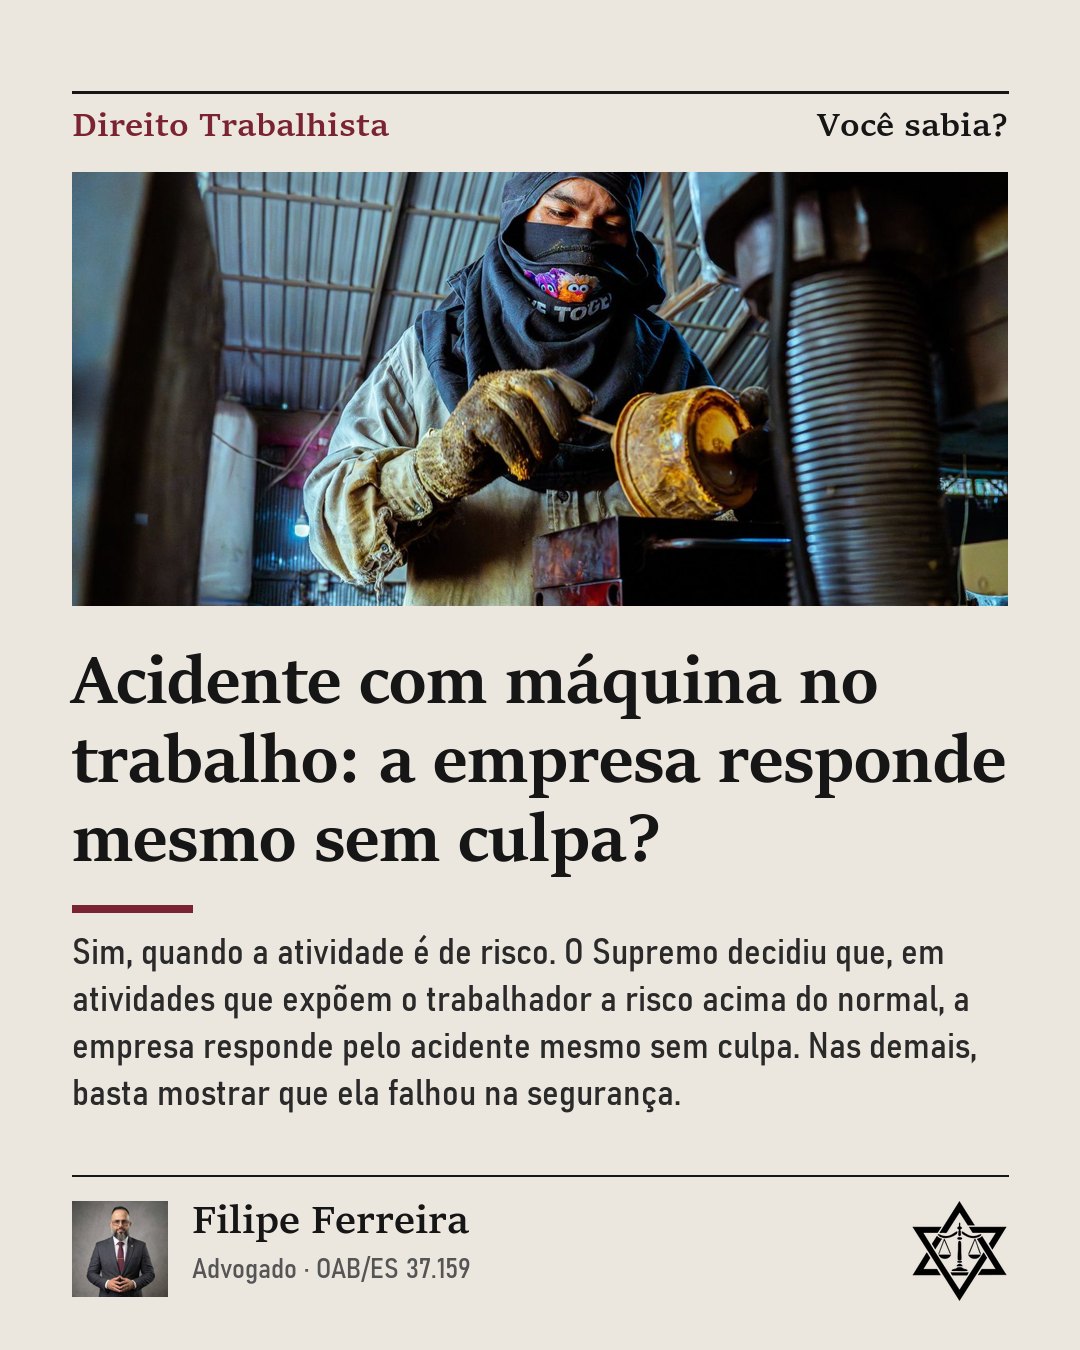 Direito Trabalhista
Você sabia?
Acidente com máquina no
trabalho: a empresa responde
mesmo sem culpa?
Sim, quando a atividade é de risco. O Supremo decidiu que, em
atividades que expõem o trabalhador a risco acima do normal, a
empresa responde pelo acidente mesmo sem culpa. Nas demais,
basta mostrar que ela falhou na segurança.
Filipe Ferreira
Advogado · OAB/ES 37.159